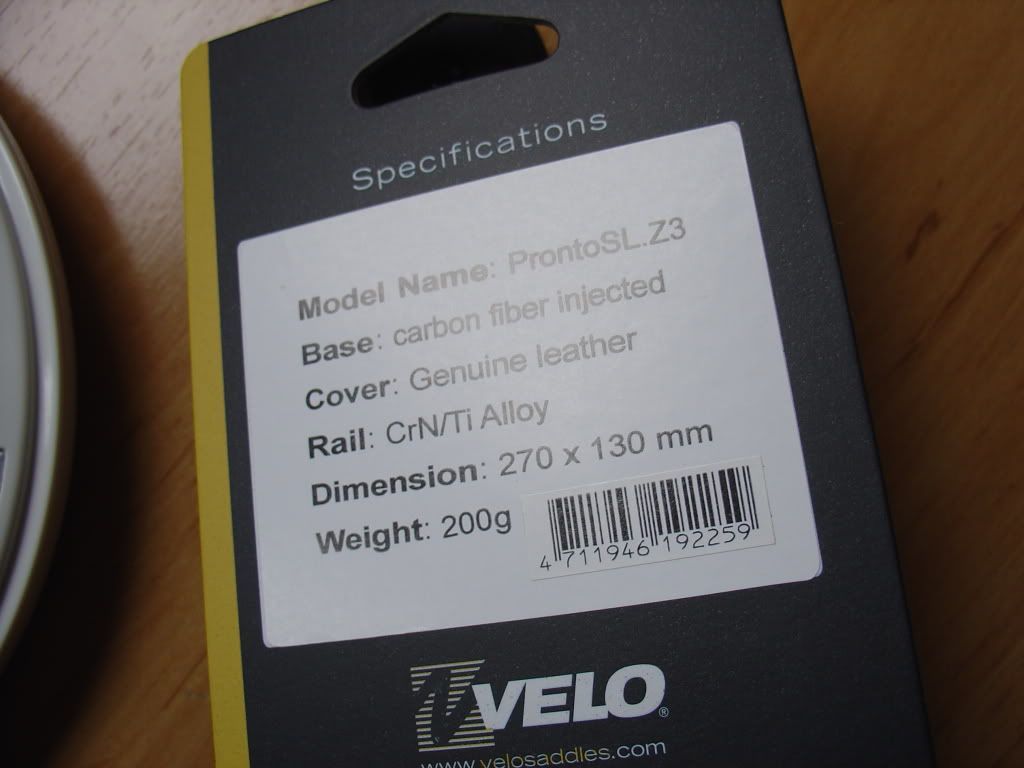 Specifications
Model Name: ProntoSL.Z3
Base: carbon fiber injected
Cover: Genuine leather
Rail: CrN/Ti Alloy
Dimension: 270 x 130 mm
Weight: 200g
4 711946 192259
VELO®
www.velosaddles.com